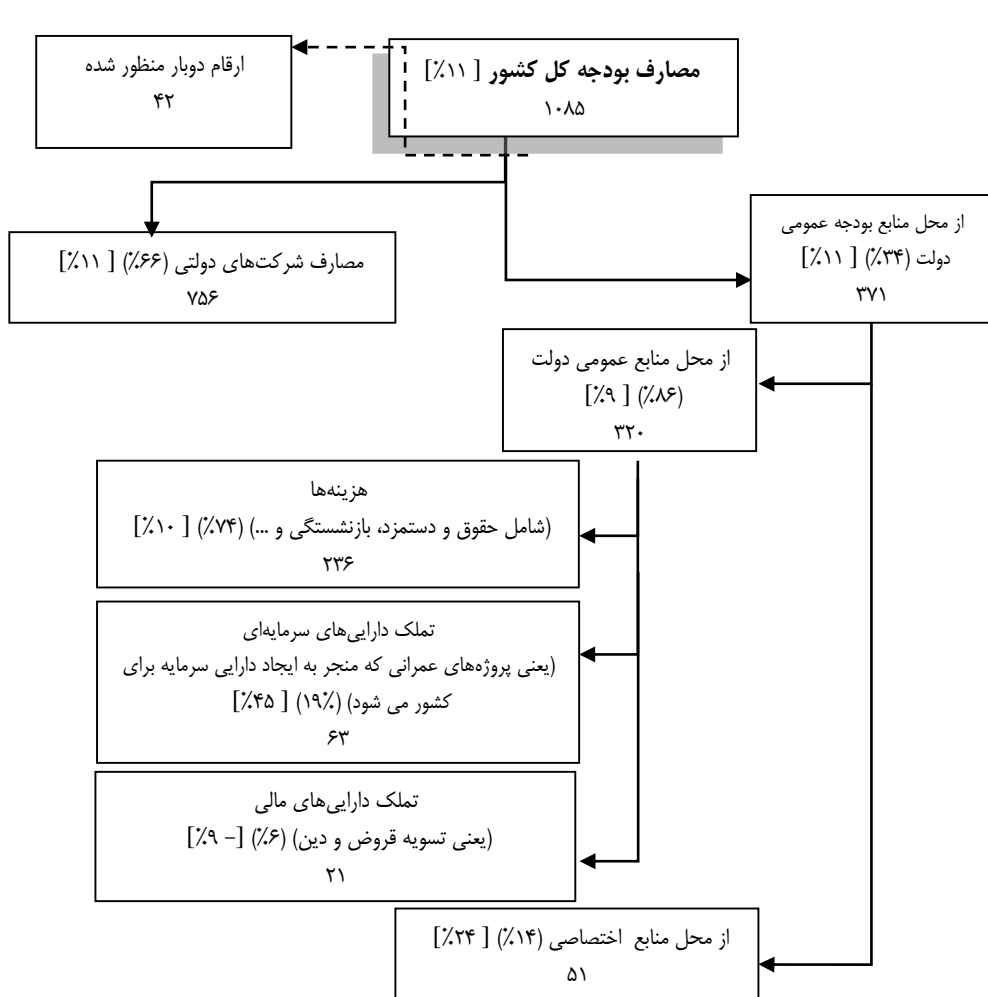 ارقام دوبار منظور شده
۴۲
مصارف بودجه کل کشور [ ۱۱٪]
۱۰۸۵
از محل منابع بودجه عمومی
دولت (۳۴٪) [ ۱۱٪]
۳۷۱
مصارف شرکت‌های دولتی (۶۶٪) [ ۱۱٪]
۷۵۶
از محل منابع عمومی دولت
(۸۶٪) [ ۹٪]
۳۲۰
هزینه‌ها
(شامل حقوق و دستمزد، بازنشستگی و ...) (۷۴٪) [ ۱۰٪]
۲۳۶
تملک دارایی‌های سرمایه‌ای
(یعنی پروژه‌های عمرانی که منجر به ایجاد دارایی سرمایه برای
کشور می شود) (۱۹٪) [ ۴۵٪]
۶۳
تملک دارایی‌های مالی
(یعنی تسویه قروض و دین) (۶٪) [– ۹٪]
۲۱
از محل منابع اختصاصی (۱۴٪) [ ۲۴٪]
۵۱